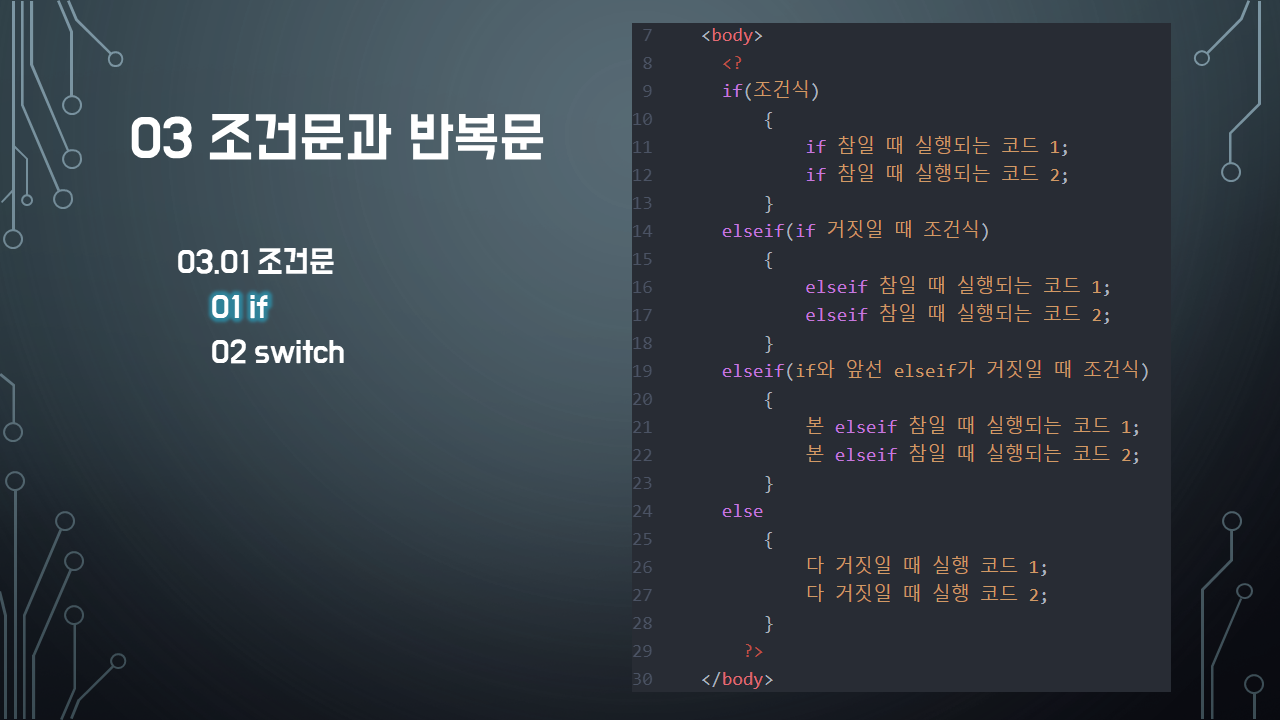 03 조건문과 반복문
03.01 조건문
01 if
02 switch
7 <body>
8 <?
9 if(조건식)
10 {
11 if 참일 때 실행되는 코드 1;
12 if 참일 때 실행되는 코드 2;
13 }
14 elseif(if 거짓일 때 조건식)
15 {
16 elseif 참일 때 실행되는 코드 1;
17 elseif 참일 때 실행되는 코드 2;
18 }
19 elseif(if와 앞선 elseif가 거짓일 때 조건식)
20 {
21 본 elseif 참일 때 실행되는 코드 1;
22 본 elseif 참일 때 실행되는 코드 2;
23 }
24 else
25 {
26 다 거짓일 때 실행 코드 1;
27 다 거짓일 때 실행 코드 2;
28 }
29 ?>
30 </body>